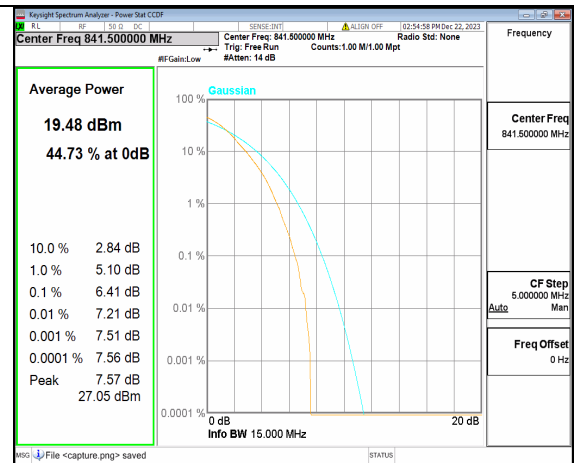 Keysight Spectrum Analyzer - Power Stat CCDF
RL RF 50 Ω DC SENSE:INT ALIGN OFF 02:54:58 PM Dec 22, 2023
Center Freq 841.500000 MHz
Center Freq: 841.500000 MHz Radio Std: None
Trig: Free Run Counts:1.00 M/1.00 Mpt
#IFGain:Low #Atten: 14 dB
Frequency
Average Power
19.48 dBm
44.73 % at 0dB
10.0 % 2.84 dB
1.0 % 5.10 dB
0.1 % 6.41 dB
0.01 % 7.21 dB
0.001 % 7.51 dB
0.0001 % 7.56 dB
Peak 7.57 dB
27.05 dBm
Gaussian
100 %
10 %
1 %
0.1 %
0.01 %
0.001 %
0.0001 %
0 dB 20 dB
Info BW 15.000 MHz
Center Freq
841.500000 MHz
CF Step
5.000000 MHz
Auto Man
Freq Offset
0 Hz
MSG File <capture.png> saved STATUS